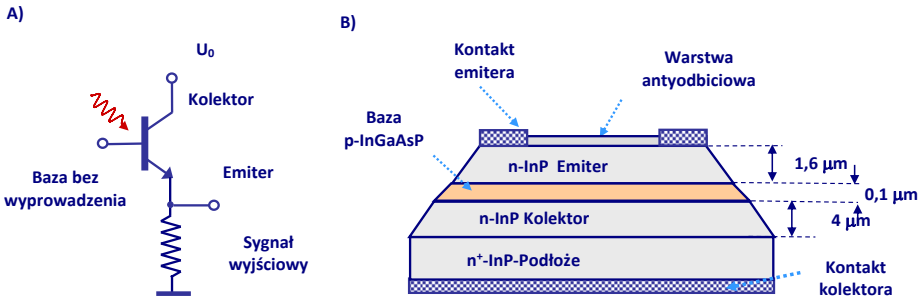 A)
U₀
Kolektor
Baza bez
wyprowadzenia
Emiter
Sygnał
wyjściowy
B)
Kontakt
emitera
Warstwa
antyodbiciowa
Baza
p-InGaAsP
n-InP Emiter
1,6 μm
0,1 μm
n-InP Kolektor
4 μm
n⁺-InP-Podłoże
Kontakt
kolektora